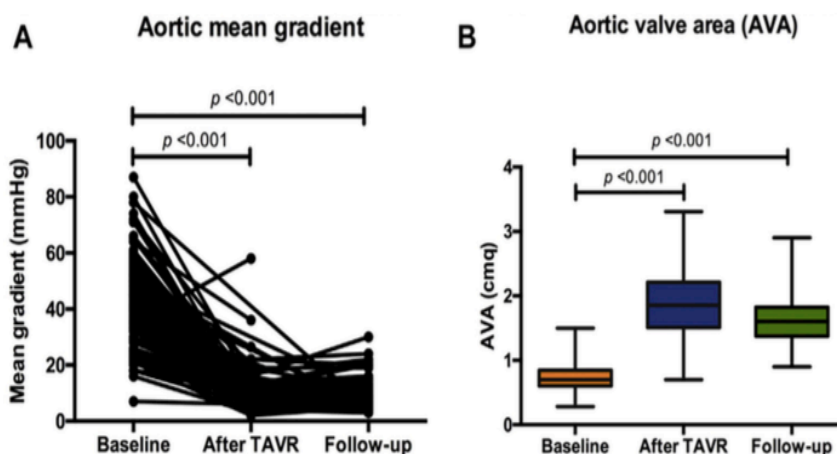 A
Aortic mean gradient
p <0.001
p <0.001
Mean gradient (mmHg)
100
80
60
40
20
0
Baseline
After TAVR
Follow-up
B
Aortic valve area (AVA)
p <0.001
p <0.001
AVA (cmq)
4
3
2
1
0
Baseline
After TAVR
Follow-up